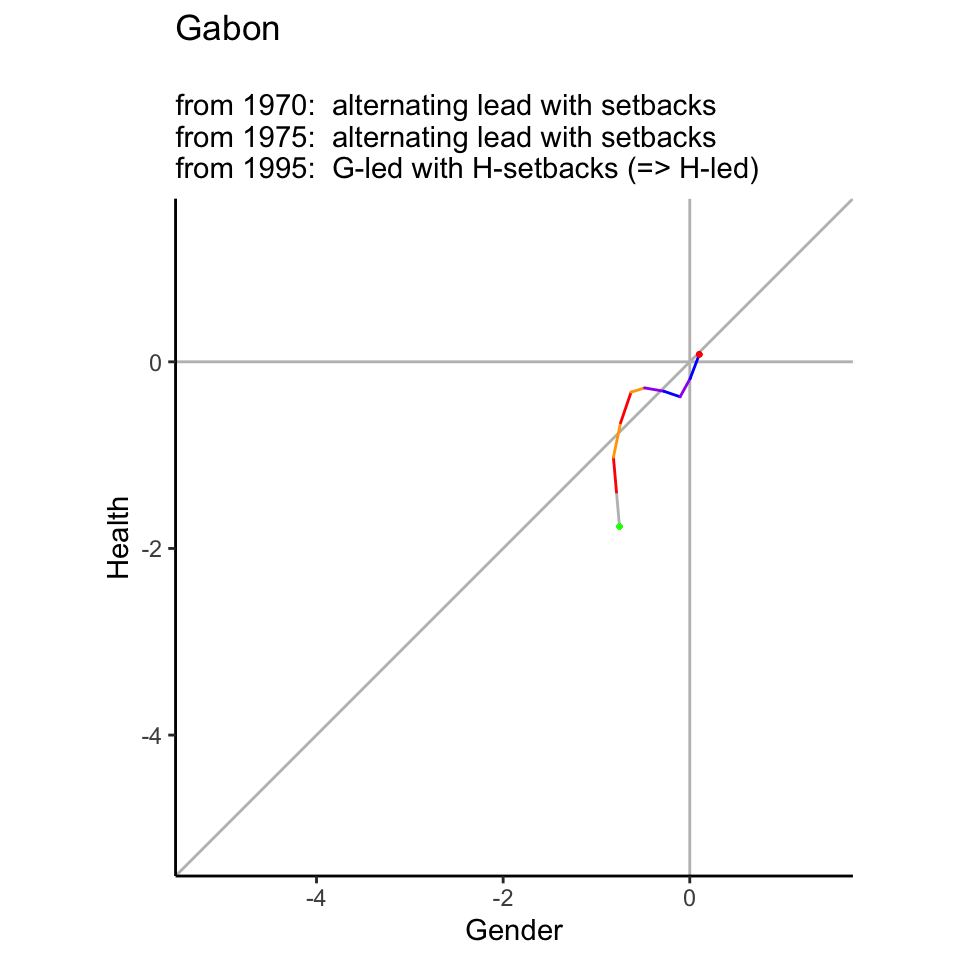 Gabon
from 1970:  alternating lead with setbacks
from 1975:  alternating lead with setbacks
from 1995:  G-led with H-setbacks (=> H-led)
0
-2
-4
Health
-4
-2
0
Gender